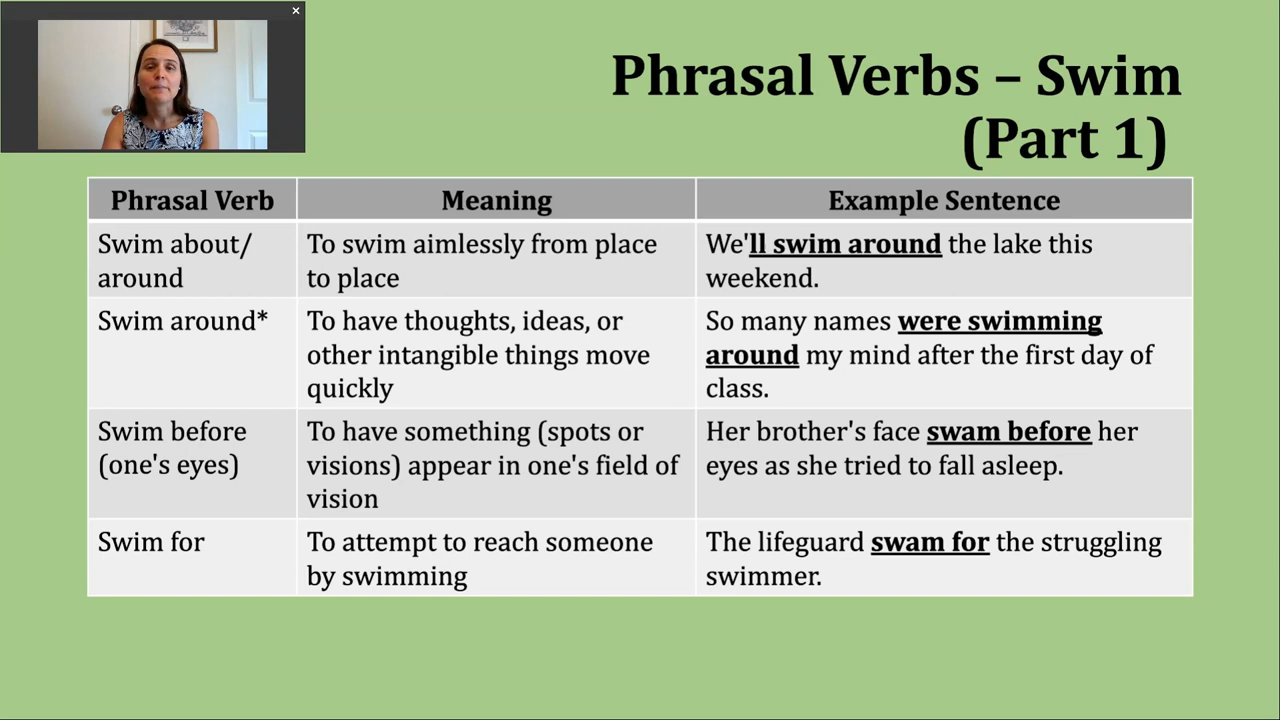 Phrasal Verbs – Swim
(Part 1)
Phrasal Verb
Meaning
Example Sentence
Swim about/
around
To swim aimlessly from place
to place
We'll swim around the lake this
weekend.
Swim around*
To have thoughts, ideas, or
other intangible things move
quickly
So many names were swimming
around my mind after the first day of
class.
Swim before
(one's eyes)
To have something (spots or
visions) appear in one's field of
vision
Her brother's face swam before her
eyes as she tried to fall asleep.
Swim for
To attempt to reach someone
by swimming
The lifeguard swam for the struggling
swimmer.